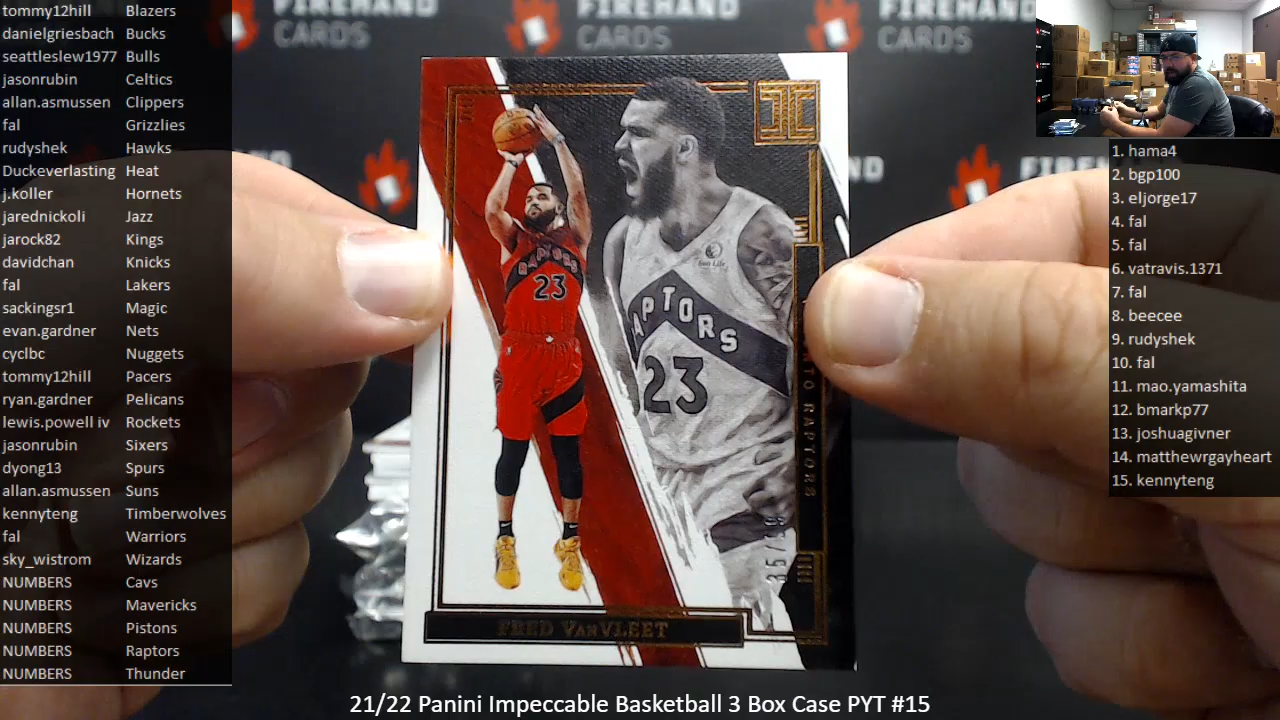 tommy12hill Blazers
danielgriesbach Bucks
seattleslew1977 Bulls
jasonrubin Celtics
allan.asmussen Clippers
fal Grizzlies
rudyshek Hawks
Duckeverlasting Heat
j.koller Hornets
jarednickoli Jazz
jarock82 Kings
davidchan Knicks
fal Lakers
sackingsr1 Magic
evan.gardner Nets
cyclbc Nuggets
tommy12hill Pacers
ryan.gardner Pelicans
lewis.powell iv Rockets
jasonrubin Sixers
dyong13 Spurs
allan.asmussen Suns
kennyteng Timberwolves
fal Warriors
sky_wistrom Wizards
NUMBERS Cavs
NUMBERS Mavericks
NUMBERS Pistons
NUMBERS Raptors
NUMBERS Thunder
FIREHAND
CARDS
FIREHAND
CARDS
FIREHAND
CARDS
RAPTORS
23
Sun Life
RAPTORS
23
RAPTORS
FRED VANVLEET
1. hama4
2. bgp100
3. eljorge17
4. fal
5. fal
6. vatravis.1371
7. fal
8. beecee
9. rudyshek
10. fal
11. mao.yamashita
12. bmarkp77
13. joshuagivner
14. matthewrgayheart
15. kennyteng
21/22 Panini Impeccable Basketball 3 Box Case PYT #15